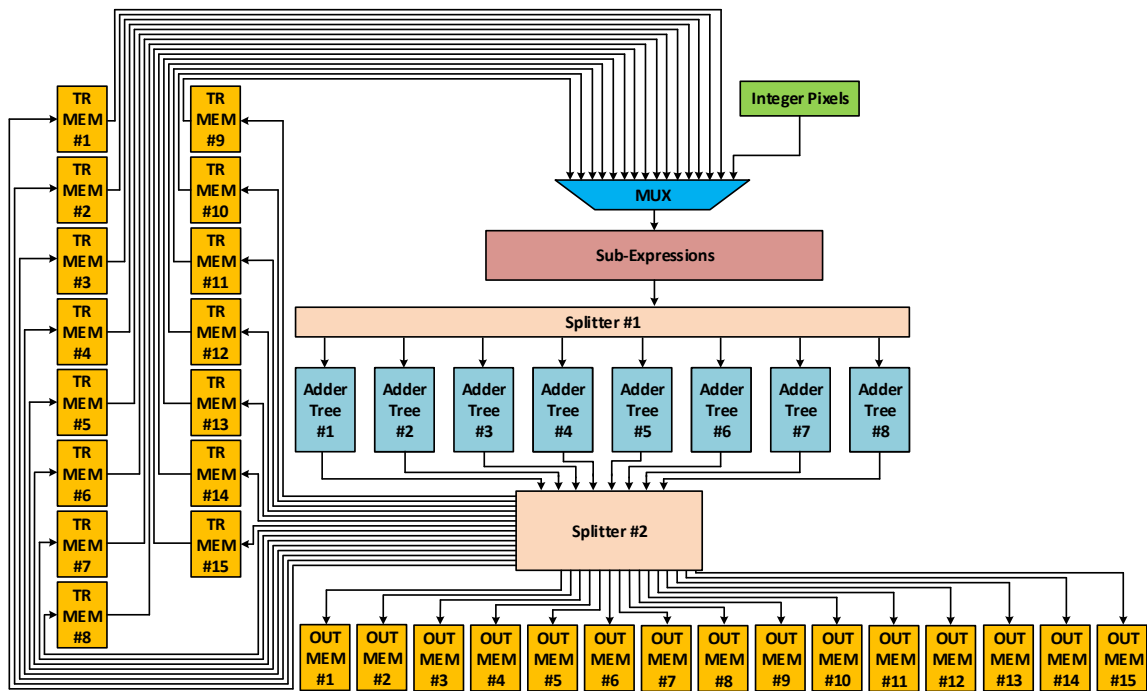 TR
MEM
#1
TR
MEM
#2
TR
MEM
#3
TR
MEM
#4
TR
MEM
#5
TR
MEM
#6
TR
MEM
#7
TR
MEM
#8
TR
MEM
#9
TR
MEM
#10
TR
MEM
#11
TR
MEM
#12
TR
MEM
#13
TR
MEM
#14
TR
MEM
#15
Integer Pixels
MUX
Sub-Expressions
Splitter #1
Adder
Tree
#1
Adder
Tree
#2
Adder
Tree
#3
Adder
Tree
#4
Adder
Tree
#5
Adder
Tree
#6
Adder
Tree
#7
Adder
Tree
#8
Splitter #2
OUT
MEM
#1
OUT
MEM
#2
OUT
MEM
#3
OUT
MEM
#4
OUT
MEM
#5
OUT
MEM
#6
OUT
MEM
#7
OUT
MEM
#8
OUT
MEM
#9
OUT
MEM
#10
OUT
MEM
#11
OUT
MEM
#12
OUT
MEM
#13
OUT
MEM
#14
OUT
MEM
#15